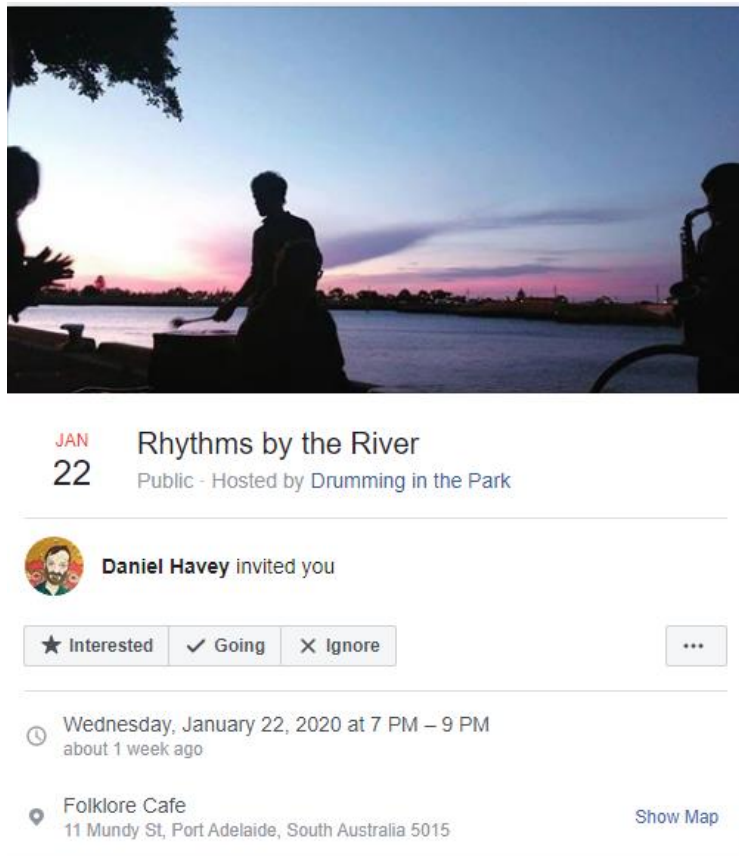 JAN
22
Rhythms by the River
Public · Hosted by Drumming in the Park
Daniel Havey invited you
Interested Going Ignore
Wednesday, January 22, 2020 at 7 PM – 9 PM
about 1 week ago
Folklore Cafe
11 Mundy St, Port Adelaide, South Australia 5015
Show Map